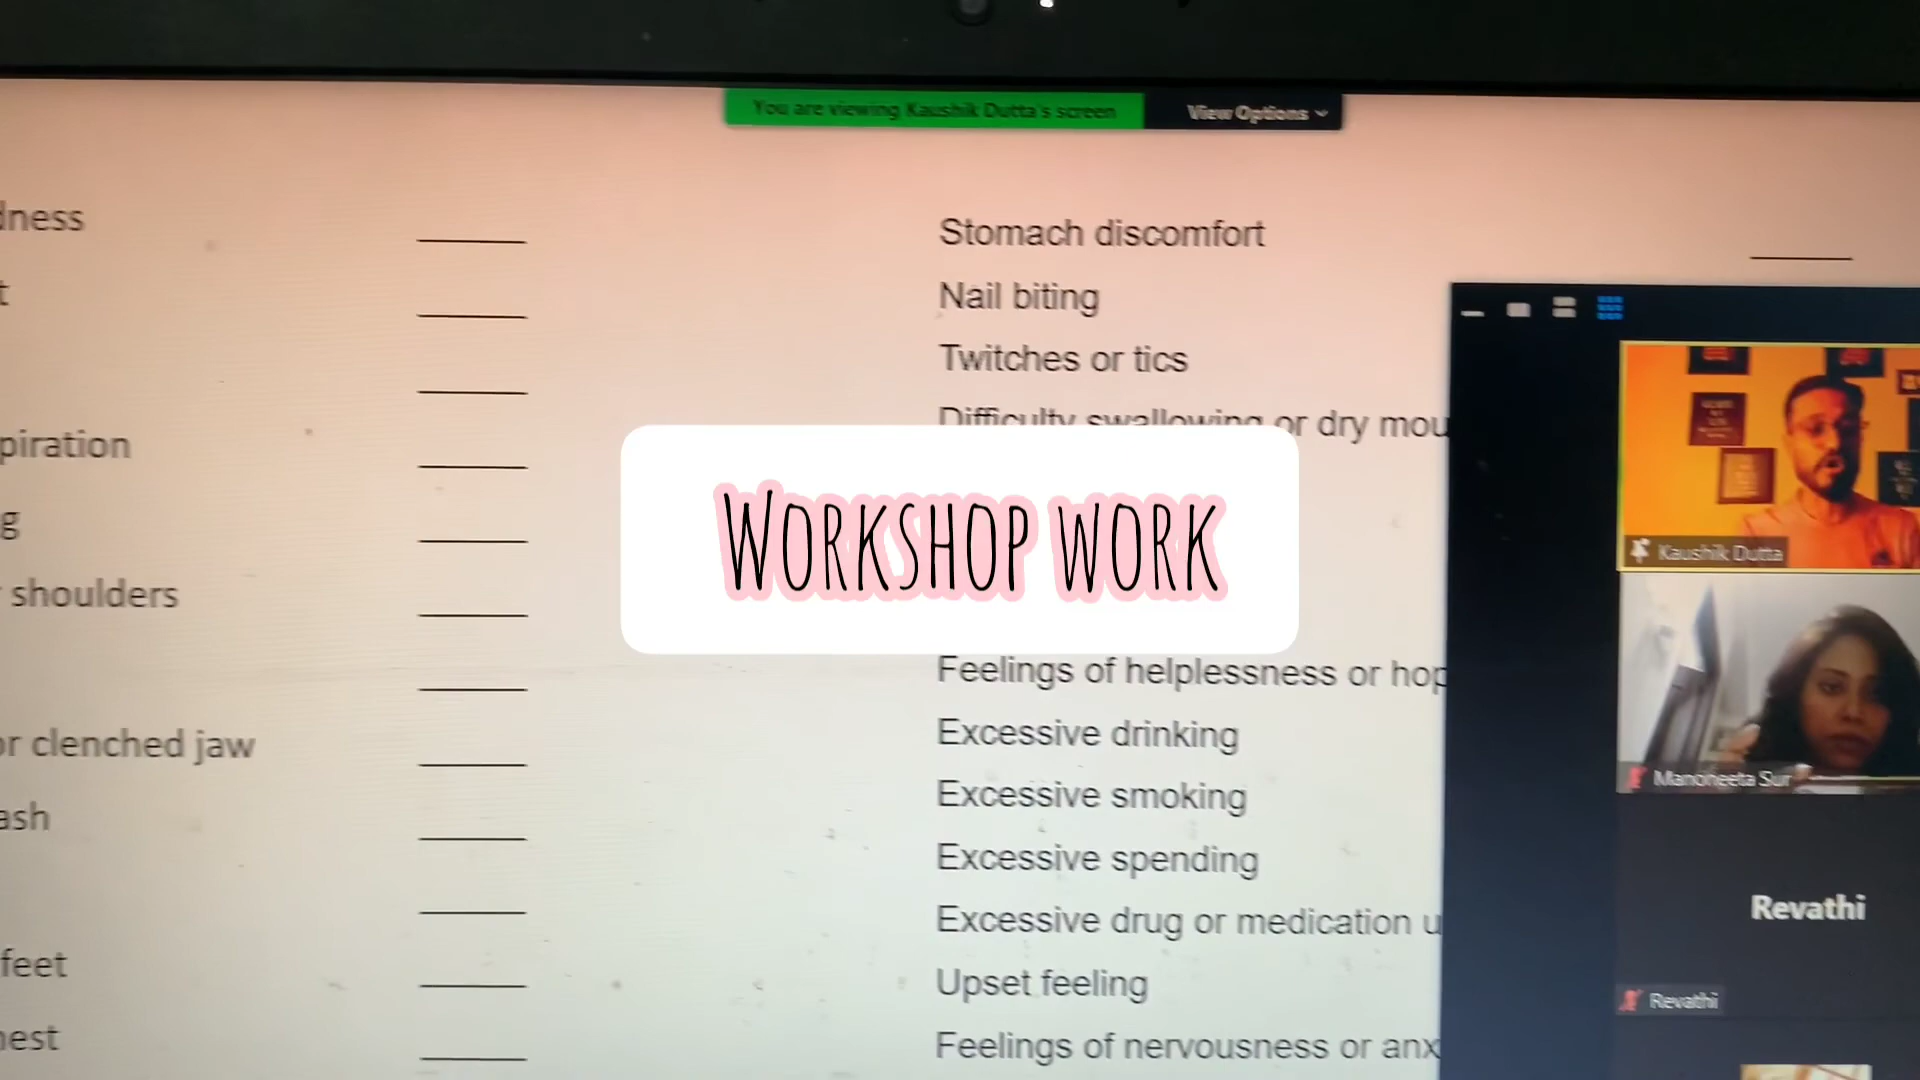 You are viewing Kaushik Dutta's screen
View Options
dness
t
piration
g
shoulders
or clenched jaw
ash
feet
nest
Stomach discomfort
Nail biting
Twitches or tics
Difficulty swallowing or dry mou
Feelings of helplessness or hop
Excessive drinking
Excessive smoking
Excessive spending
Excessive drug or medication u
Upset feeling
Feelings of nervousness or anx
Workshop work
Kaushik Dutta
Manoneeta Sur
Revathi
Revathi